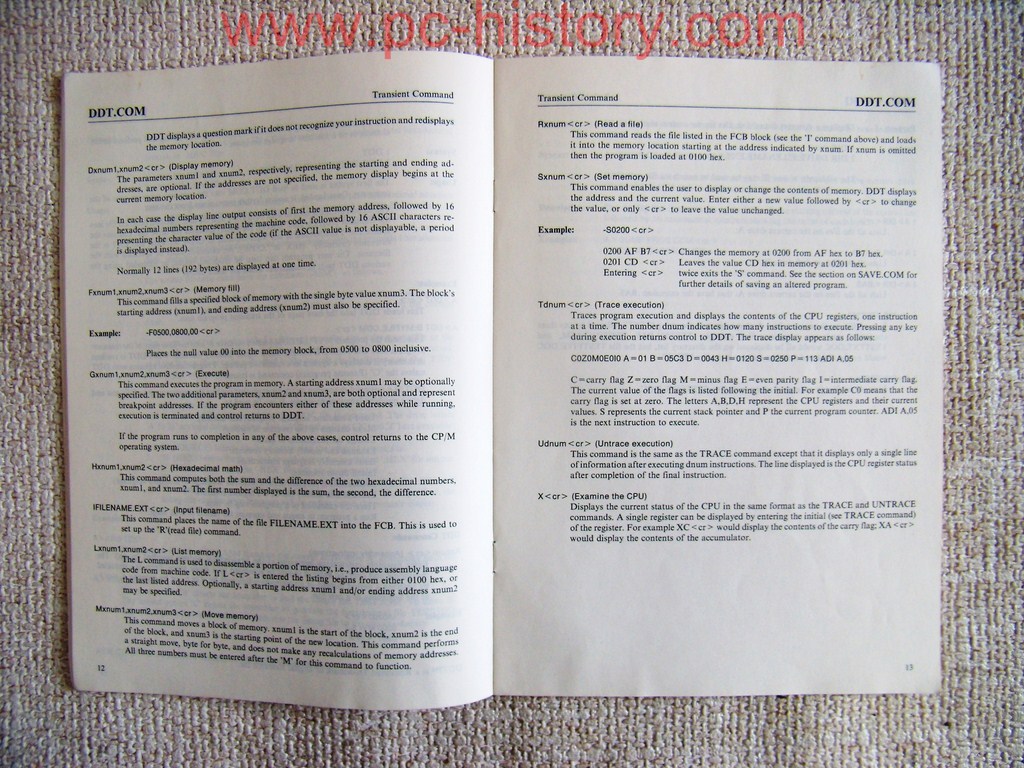 www.pc-history.com
Transient Command
DDT.COM
DDT displays a question mark if it does not recognize your instruction and redisplays
the memory location.
Dxnum1,xnum2<cr> (Display memory)
The parameters xnum1 and xnum2, respectively, representing the starting and ending ad-
dresses, are optional. If the addresses are not specified, the memory display begins at the
current memory location.
In each case the display line output consists of first the memory address, followed by 16
hexadecimal numbers representing the machine code, followed by 16 ASCII characters re-
presenting the character value of the code (if the ASCII value is not displayable, a period
is displayed instead).
Normally 12 lines (192 bytes) are displayed at one time.
Fxnum1,xnum2,xnum3<cr> (Memory fill)
This command fills a specified block of memory with the single byte value xnum3. The block's
starting address (xnum1), and ending address (xnum2) must also be specified.
Example: -F0500,0800,00<cr>
Places the null value 00 into the memory block, from 0500 to 0800 inclusive.
Gxnum1,xnum2,xnum3<cr> (Execute)
This command executes the program in memory. A starting address xnum1 may be optionally
specified. The two additional parameters, xnum2 and xnum3, are both optional and represent
breakpoint addresses. If the program encounters either of these addresses while running,
execution is terminated and control returns to DDT.
If the program runs to completion in any of the above cases, control returns to the CP/M
operating system.
Hxnum1,xnum2<cr> (Hexadecimal math)
This command computes both the sum and the difference of the two hexadecimal numbers,
xnum1, and xnum2. The first number displayed is the sum, the second, the difference.
IFILENAME.EXT<cr> (Input filename)
This command places the name of the file FILENAME.EXT into the FCB. This is used to
set up the 'R'(read file) command.
Lxnum1,xnum2<cr> (List memory)
The L command is used to disassemble a portion of memory, i.e., produce assembly language
code from machine code. If L<cr> is entered the listing begins from either 0100 hex, or
the last listed address. Optionally, a starting address xnum1 and/or ending address xnum2
may be specified.
Mxnum1,xnum2,xnum3<cr> (Move memory)
This command moves a block of memory. xnum1 is the start of the block, xnum2 is the end
of the block, and xnum3 is the starting point of the new location. This command performs
a straight move, byte for byte, and does not make any recalculations of memory addresses.
All three numbers must be entered after the 'M' for this command to function.
12
Transient Command
DDT.COM
Rxnum<cr> (Read a file)
This command reads the file listed in the FCB block (see the 'I' command above) and loads
it into the memory location starting at the address indicated by xnum. If xnum is omitted
then the program is loaded at 0100 hex.
Sxnum<cr> (Set memory)
This command enables the user to display or change the contents of memory. DDT displays
the address and the current value. Enter either a new value followed by <cr> to change
the value, or only <cr> to leave the value unchanged.
Example: -S0200<cr>
0200 AF B7<cr> Changes the memory at 0200 from AF hex to B7 hex.
0201 CD <cr> Leaves the value CD hex in memory at 0201 hex.
Entering <cr> twice exits the 'S' command. See the section on SAVE.COM for
further details of saving an altered program.
Tdnum<cr> (Trace execution)
Traces program execution and displays the contents of the CPU registers, one instruction
at a time. The number dnum indicates how many instructions to execute. Pressing any key
during execution returns control to DDT. The trace display appears as follows:
C0Z0M0E0I0 A=01 B=05C3 D=0043 H=0120 S=0250 P=113 ADI A,05
C=carry flag Z=zero flag M=minus flag E=even parity flag I=intermediate carry flag.
The current value of the flags is listed following the initial. For example C0 means that the
carry flag is set at zero. The letters A,B,D,H represent the CPU registers and their current
values. S represents the current stack pointer and P the current program counter. ADI A,05
is the next instruction to execute.
Udnum<cr> (Untrace execution)
This command is the same as the TRACE command except that it displays only a single line
of information after executing dnum instructions. The line displayed is the CPU register status
after completion of the final instruction.
X<cr> (Examine the CPU)
Displays the current status of the CPU in the same format as the TRACE and UNTRACE
commands. A single register can be displayed by entering the initial (see TRACE command)
of the register. For example XC<cr> would display the contents of the carry flag; XA<cr>
would display the contents of the accumulator.
13